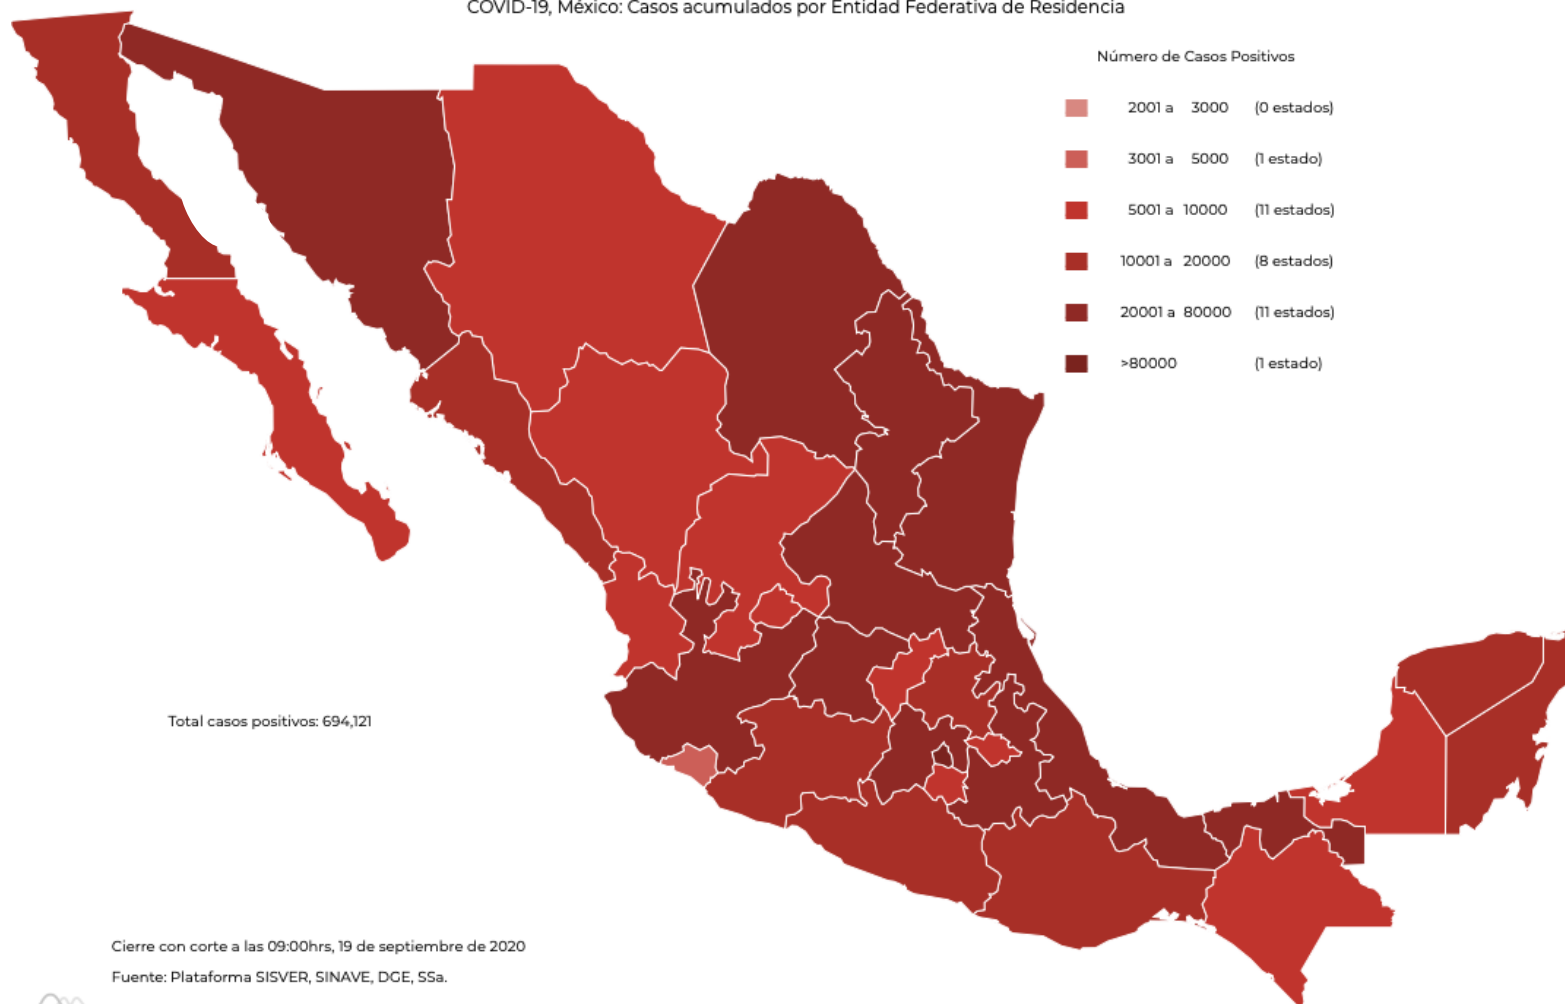 COVID-19, México: Casos acumulados por Entidad Federativa de Residencia
Número de Casos Positivos
2001 a 3000 (0 estados)
3001 a 5000 (1 estado)
5001 a 10000 (11 estados)
10001 a 20000 (8 estados)
20001 a 80000 (11 estados)
>80000 (1 estado)
Total casos positivos: 694,121
Cierre con corte a las 09:00hrs, 19 de septiembre de 2020
Fuente: Plataforma SISVER, SINAVE, DGE, SSa.